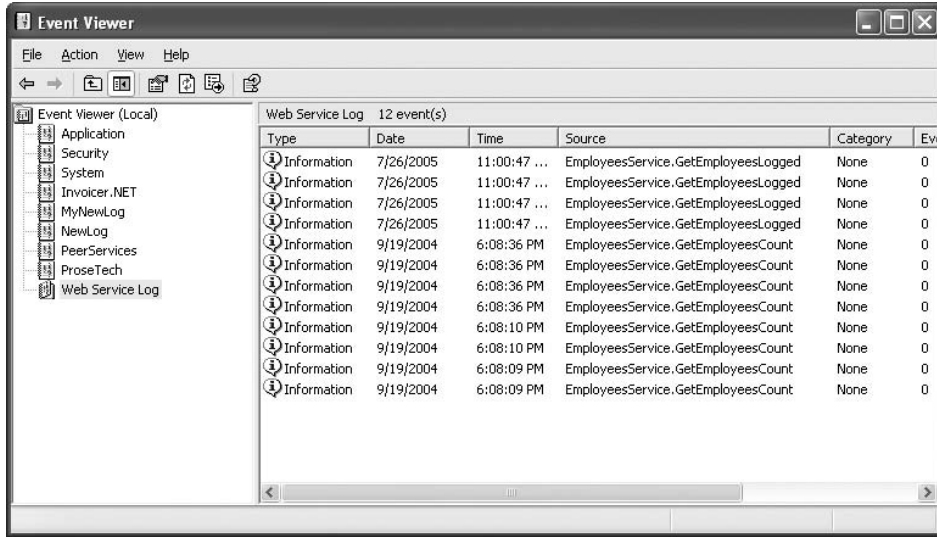 Event Viewer
File Action View Help
Event Viewer (Local)
Application
Security
System
Invoicer.NET
MyNewLog
NewLog
PeerServices
ProseTech
Web Service Log
Web Service Log 12 event(s)
Type Date Time Source Category Eve
Information 7/26/2005 11:00:47 ... EmployeesService.GetEmployeesLogged None 0
Information 7/26/2005 11:00:47 ... EmployeesService.GetEmployeesLogged None 0
Information 7/26/2005 11:00:47 ... EmployeesService.GetEmployeesLogged None 0
Information 7/26/2005 11:00:47 ... EmployeesService.GetEmployeesLogged None 0
Information 9/19/2004 6:08:36 PM EmployeesService.GetEmployeesCount None 0
Information 9/19/2004 6:08:36 PM EmployeesService.GetEmployeesCount None 0
Information 9/19/2004 6:08:36 PM EmployeesService.GetEmployeesCount None 0
Information 9/19/2004 6:08:36 PM EmployeesService.GetEmployeesCount None 0
Information 9/19/2004 6:08:10 PM EmployeesService.GetEmployeesCount None 0
Information 9/19/2004 6:08:10 PM EmployeesService.GetEmployeesCount None 0
Information 9/19/2004 6:08:09 PM EmployeesService.GetEmployeesCount None 0
Information 9/19/2004 6:08:09 PM EmployeesService.GetEmployeesCount None 0